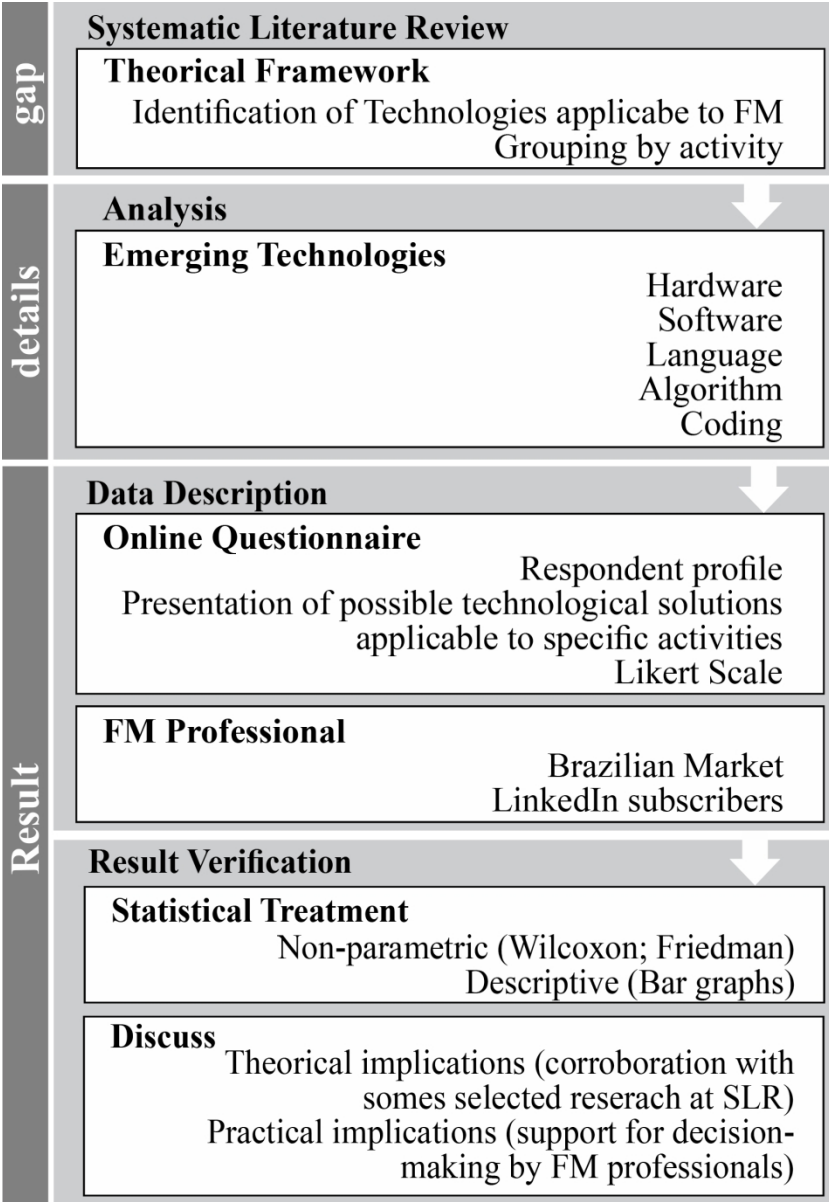 gap
Systematic Literature Review
Theorical Framework
Identification of Technologies applicabe to FM
Grouping by activity
details
Analysis
Emerging Technologies
Hardware
Software
Language
Algorithm
Coding
Result
Data Description
Online Questionnaire
Respondent profile
Presentation of possible technological solutions
applicable to specific activities
Likert Scale
FM Professional
Brazilian Market
LinkedIn subscribers
Result Verification
Statistical Treatment
Non-parametric (Wilcoxon; Friedman)
Descriptive (Bar graphs)
Discuss
Theorical implications (corroboration with
somes selected reserach at SLR)
Practical implications (support for decision-
making by FM professionals)